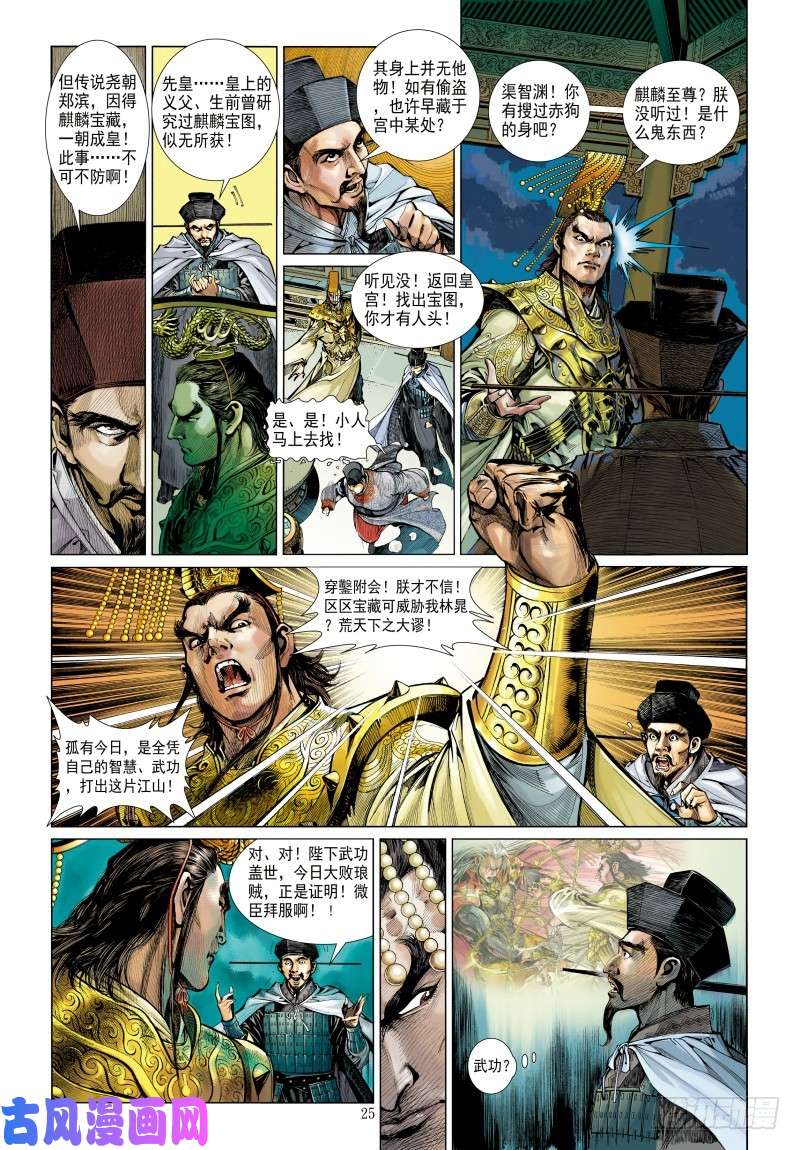 麒麟至尊？朕
没听过！是什
么鬼东西？
渠智渊！你
有搜过赤狗
的身吧？
其身上并无他
物！如有偷盗
，也许早藏于
宫中某处？
听见没！返回皇
宫！找出宝图，
你才有人头！
是、是！小人
马上去找！
先皇……皇上的
义父、生前曾研
究过麒麟宝图，
似无所获！
但传说尧朝
郑滨，因得
麒麟宝藏，
一朝成皇！
此事……不
可不防啊！
穿鑿附会！朕才不信！
区区宝藏可威胁我林晁
？荒天下之大谬！
孤有今日，是全凭
自己的智慧、武功
，打出这片江山！
对、对！陛下武功
盖世，今日大败琅
贼，正是证明！微
臣拜服啊！！
武功？
25
古风漫画网